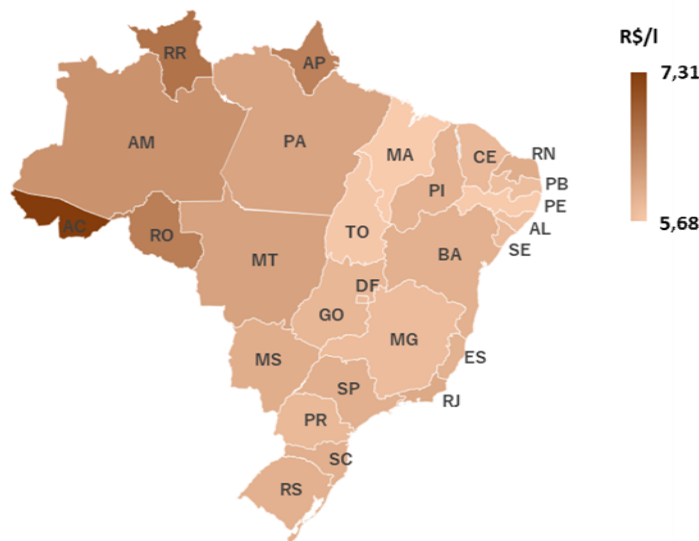 R$/l
7,31
5,68
RR
AP
AM
PA
MA
CE
RN
PB
PI
PE
AC
RO
TO
AL
MT
BA
SE
DF
GO
MG
MS
ES
SP
RJ
PR
SC
RS